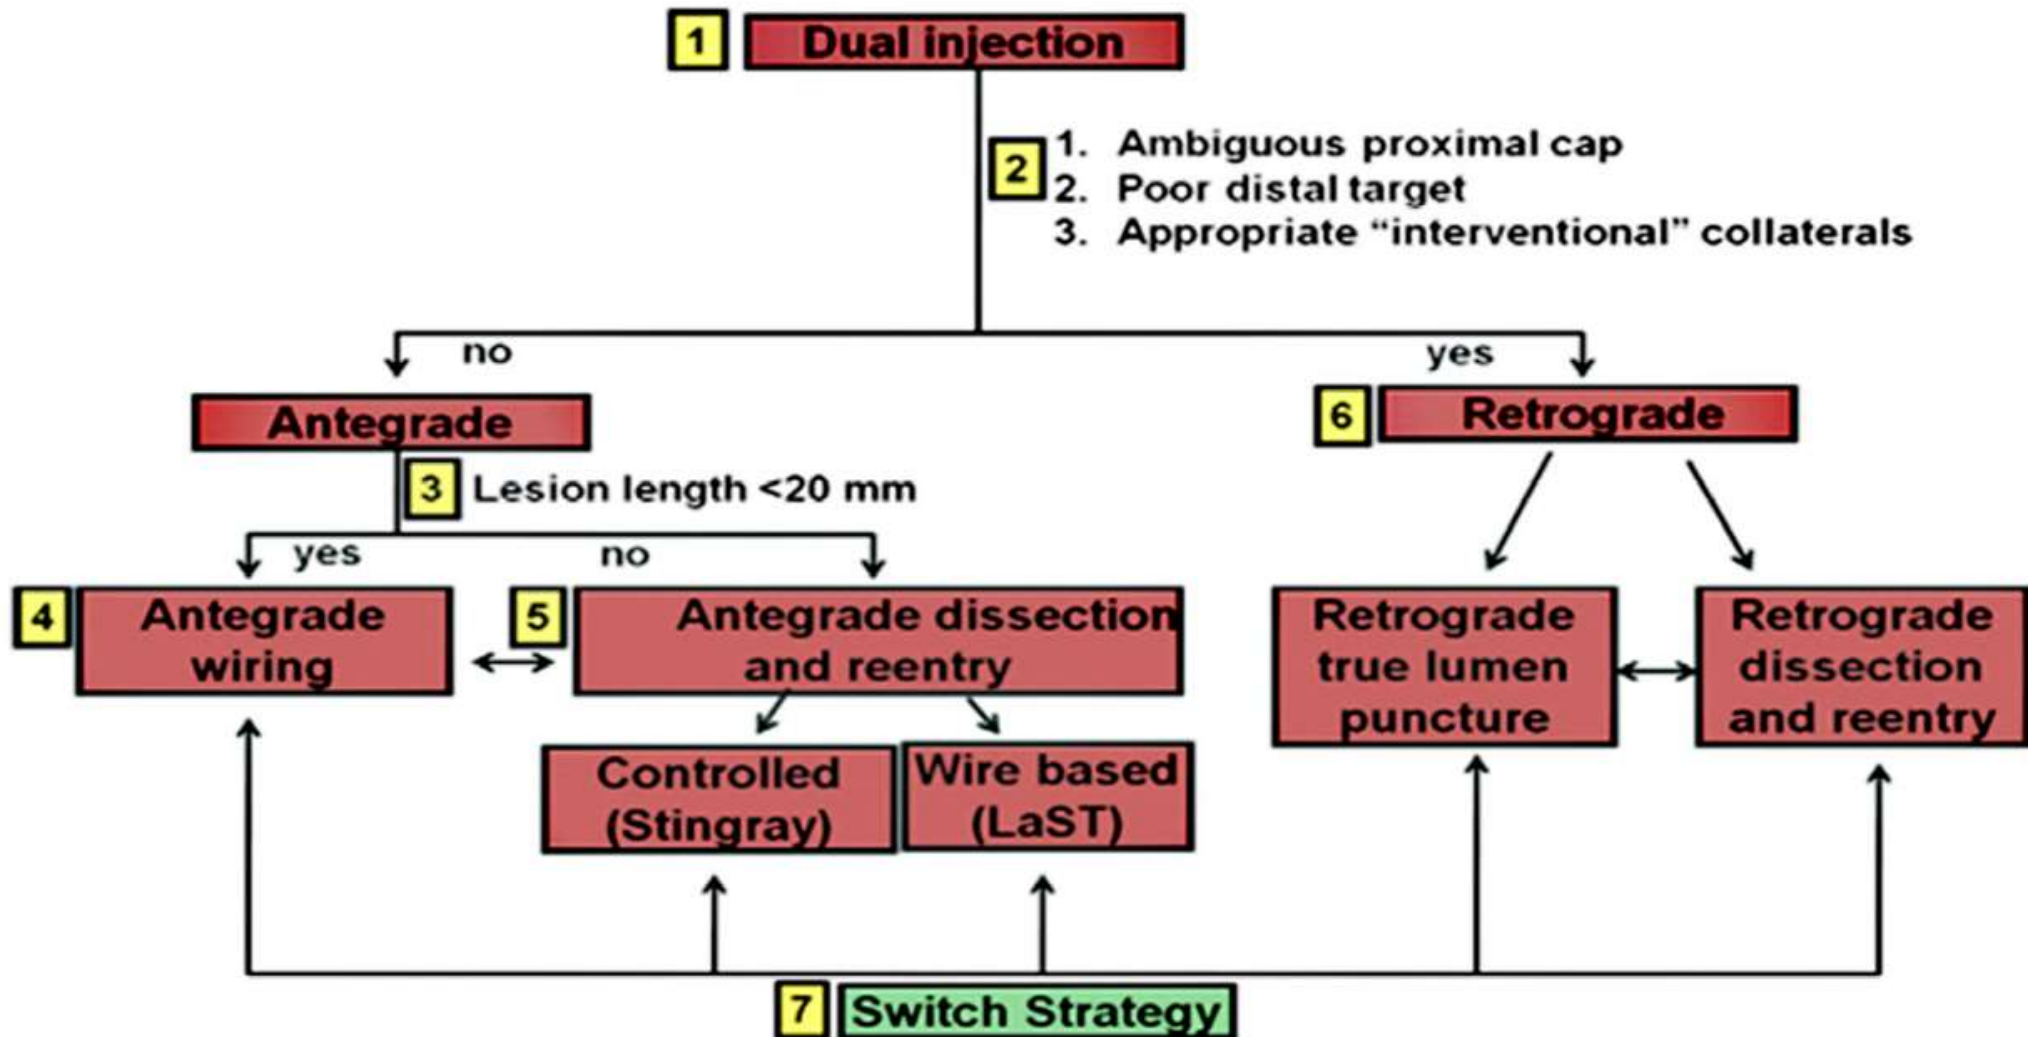 1 Dual injection
2
1. Ambiguous proximal cap
2. Poor distal target
3. Appropriate “interventional” collaterals
no
yes
Antegrade
6 Retrograde
3 Lesion length <20 mm
yes
no
4 Antegrade
wiring
5 Antegrade dissection
and reentry
Retrograde
true lumen
puncture
Retrograde
dissection
and reentry
Controlled
(Stingray)
Wire based
(LaST)
7 Switch Strategy